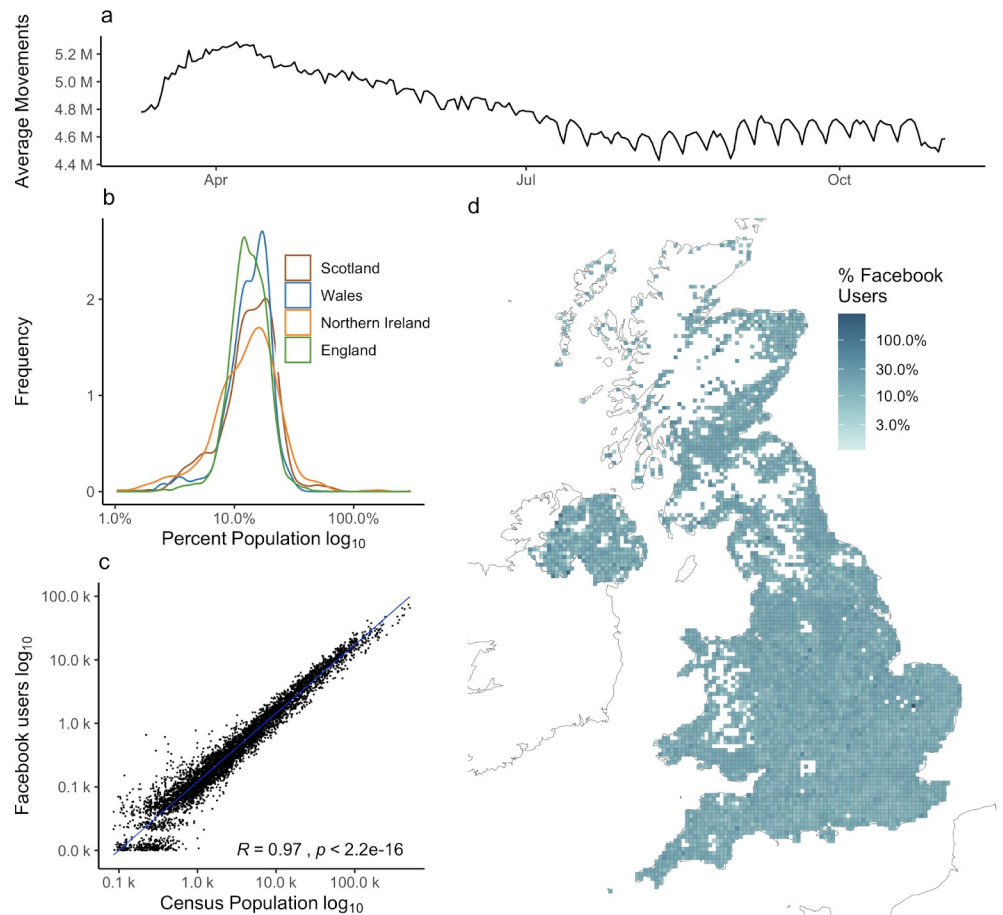 a
Average Movements
5.2 M
5.0 M
4.8 M
4.6 M
4.4 M
Apr
Jul
Oct
b
Frequency
2
1
0
Scotland
Wales
Northern Ireland
England
1.0%
10.0%
100.0%
Percent Population log10
c
Facebook users log10
100.0 k
10.0 k
1.0 k
0.1 k
0.0 k
R = 0.97 , p < 2.2e-16
0.1 k
1.0 k
10.0 k
100.0 k
Census Population log10
d
% Facebook
Users
100.0%
30.0%
10.0%
3.0%